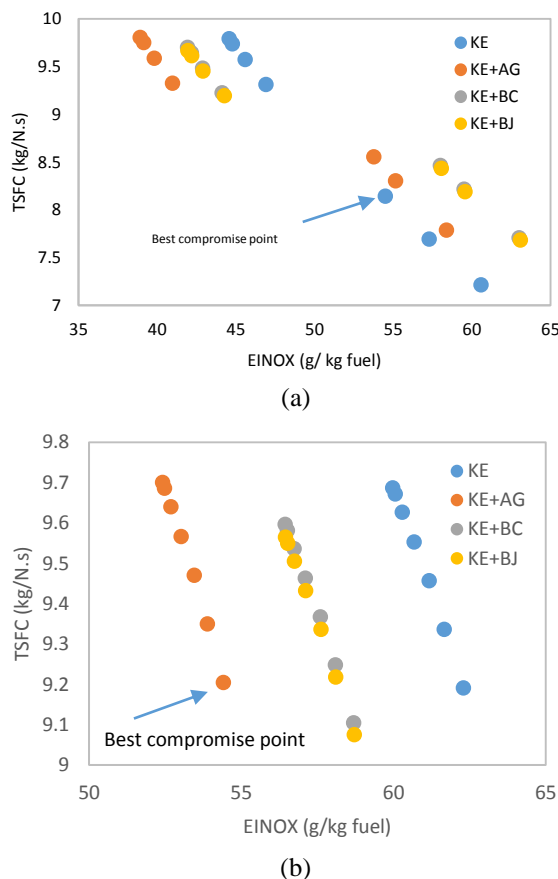 10
9.5
9
8.5
8
7.5
7
TSFC (kg/N.s)
KE
KE+AG
KE+BC
KE+BJ
Best compromise point
35 40 45 50 55 60 65
EINOX (g/ kg fuel)
(a)
9.8
9.7
9.6
9.5
9.4
9.3
9.2
9.1
9
TSFC (kg/N.s)
KE
KE+AG
KE+BC
KE+BJ
Best compromise point
50 55 60 65
EINOX (g/kg fuel)
(b)